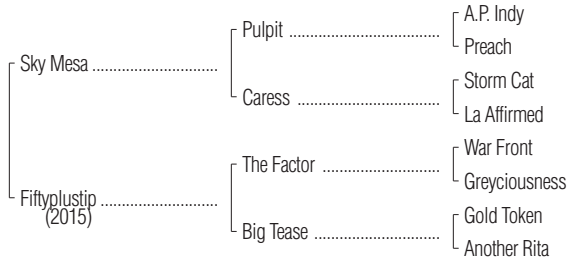 A.P. Indy
Pulpit ..............................
Preach
Sky Mesa .........................
Storm Cat
Caress ............................
La Affirmed
War Front
The Factor .......................
Greyciousness
Fiftyplustip .......................
(2015)
Gold Token
Big Tease .........................
Another Rita